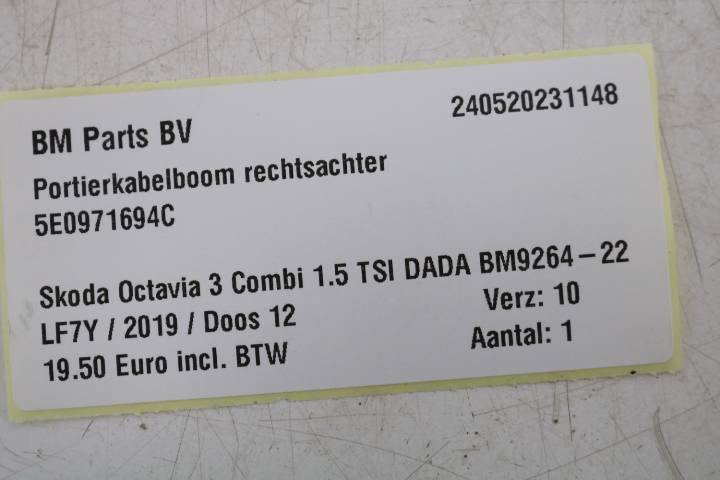 BM Parts BV 240520231148
Portierkabelboom rechtsachter
5E0971694C
Skoda Octavia 3 Combi 1.5 TSI DADA BM9264-22
LF7Y / 2019 / Doos 12 Verz: 10
19.50 Euro incl. BTW Aantal: 1